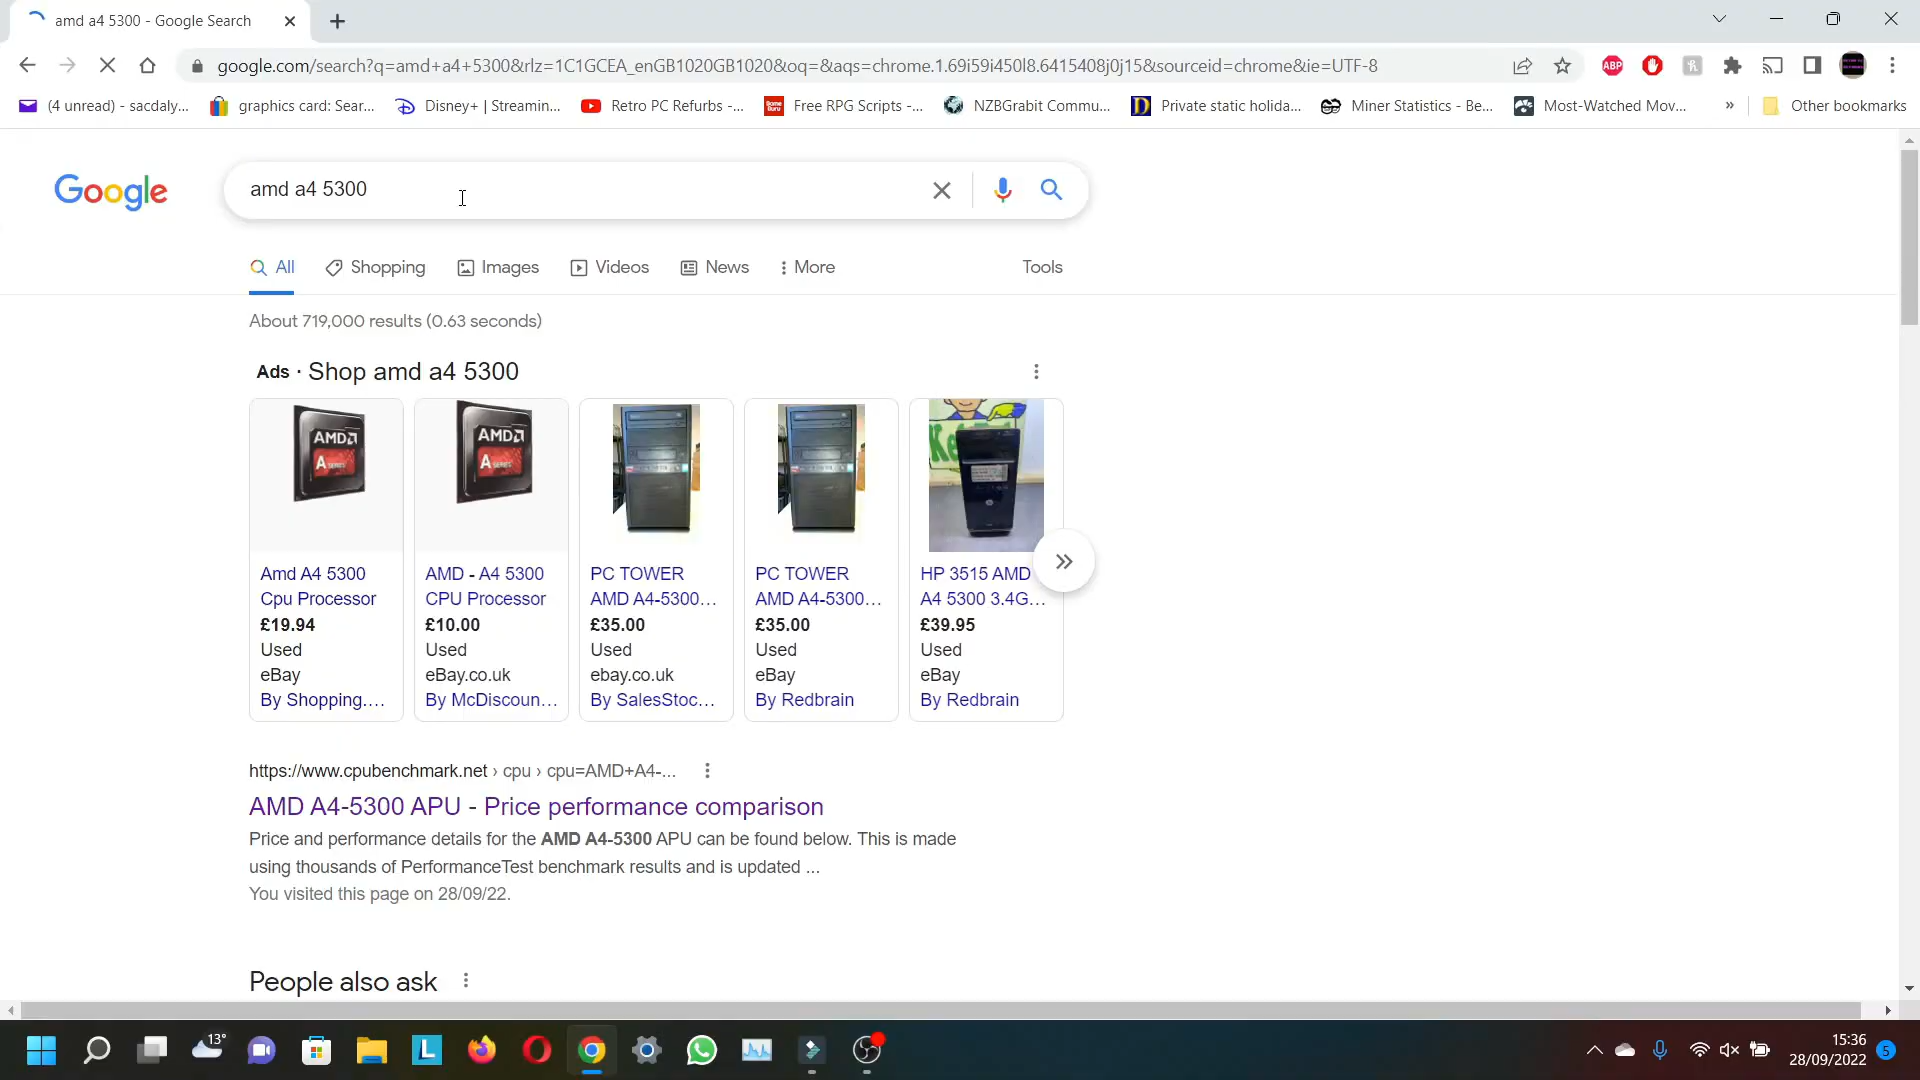 amd a4 5300 - Google Search
google.com/search?q=amd+a4+5300&rlz=1C1GCEA_enGB1020GB1020&oq=&aqs=chrome.1.69i59i450l8.6415408j0j15&sourceid=chrome&ie=UTF-8
ABP
(4 unread) - sacdaly...
graphics card: Sear...
Disney+ | Streamin...
Retro PC Refurbs -...
Free RPG Scripts -...
NZBGrabit Commu...
Private static holida...
Miner Statistics - Be...
Most-Watched Mov...
»
Other bookmarks
Google
amd a4 5300
All
Shopping
Images
Videos
News
More
Tools
About 719,000 results (0.63 seconds)
Ads · Shop amd a4 5300
AMD
A SERIES
AMD
A SERIES
Amd A4 5300
Cpu Processor
£19.94
Used
eBay
By Shopping....
AMD - A4 5300
CPU Processor
£10.00
Used
eBay.co.uk
By McDiscoun...
PC TOWER
AMD A4-5300...
£35.00
Used
ebay.co.uk
By SalesStoc...
PC TOWER
AMD A4-5300...
£35.00
Used
eBay
By Redbrain
HP 3515 AMD
A4 5300 3.4G...
£39.95
Used
eBay
By Redbrain
https://www.cpubenchmark.net › cpu › cpu=AMD+A4-...
AMD A4-5300 APU - Price performance comparison
Price and performance details for the AMD A4-5300 APU can be found below. This is made
using thousands of PerformanceTest benchmark results and is updated ...
You visited this page on 28/09/22.
People also ask
13°
L
15:36
28/09/2022
5